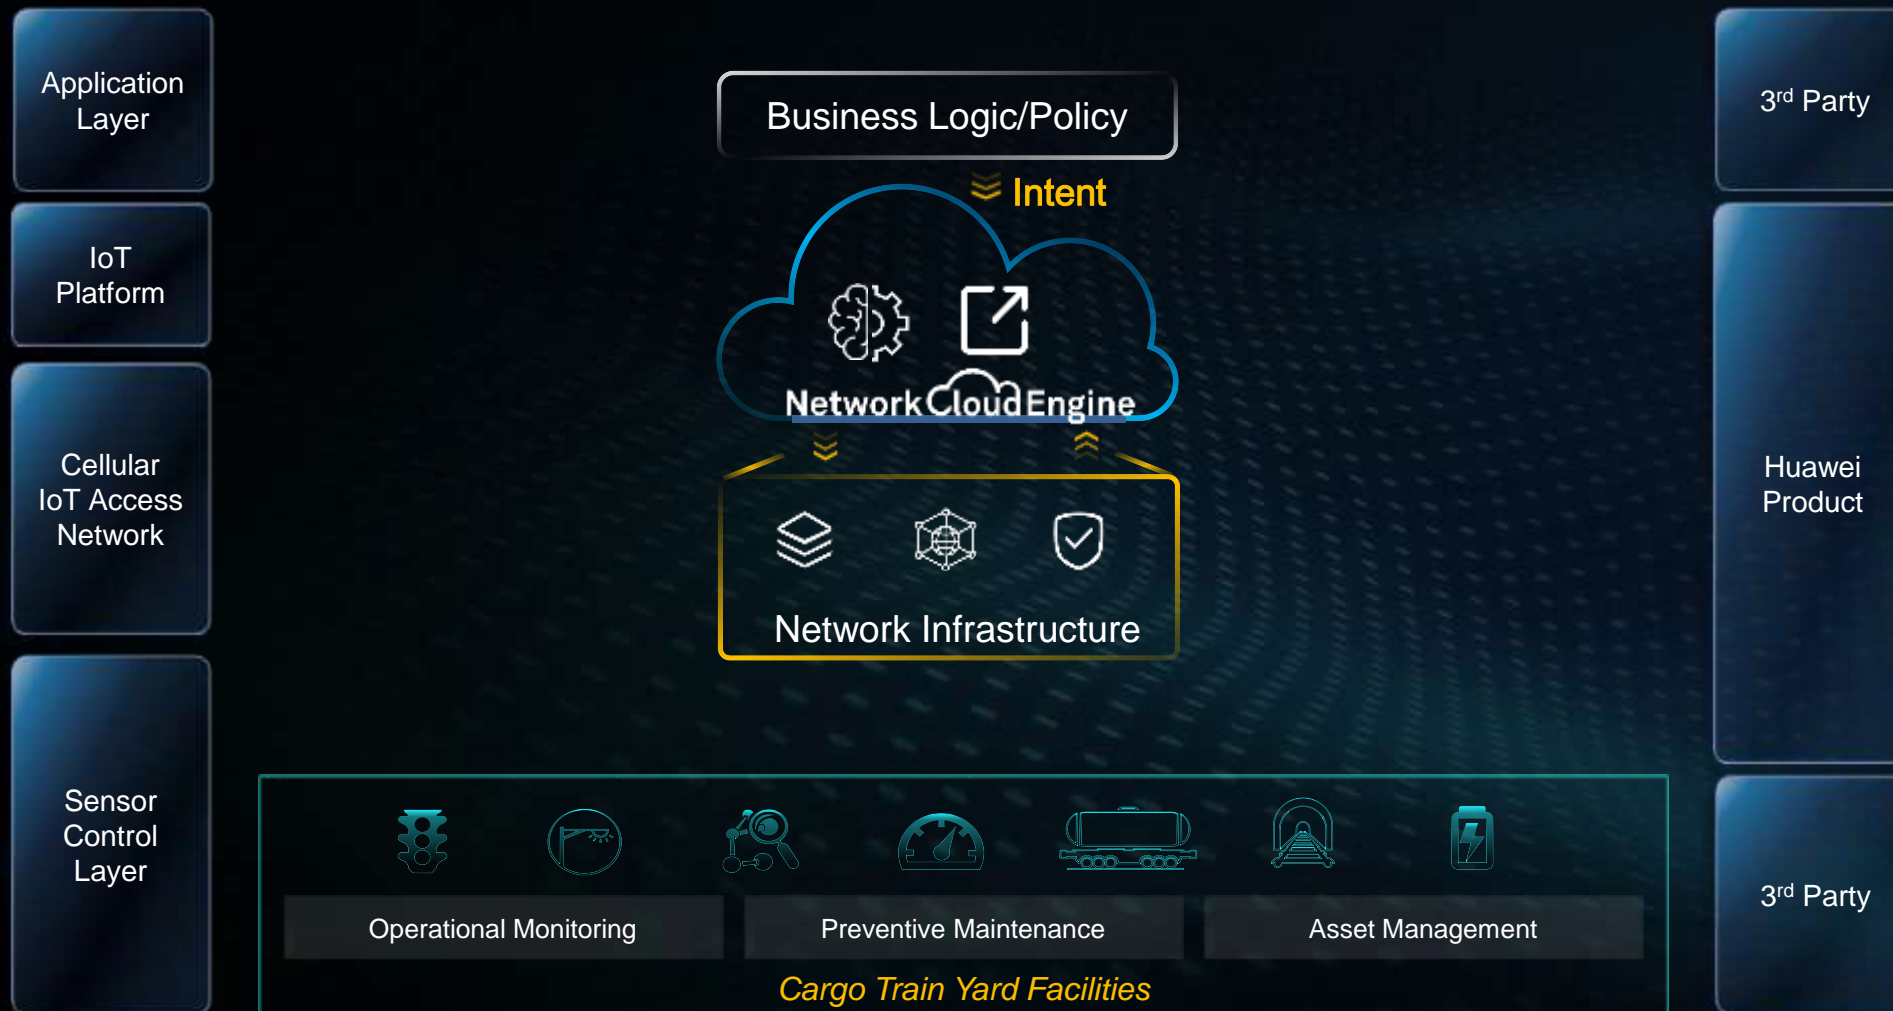 Application
Layer
IoT
Platform
Cellular
IoT Access
Network
Sensor
Control
Layer
Business Logic/Policy
Intent
NetworkCloudEngine
Network Infrastructure
Operational Monitoring
Preventive Maintenance
Asset Management
Cargo Train Yard Facilities
3rd Party
Huawei
Product
3rd Party